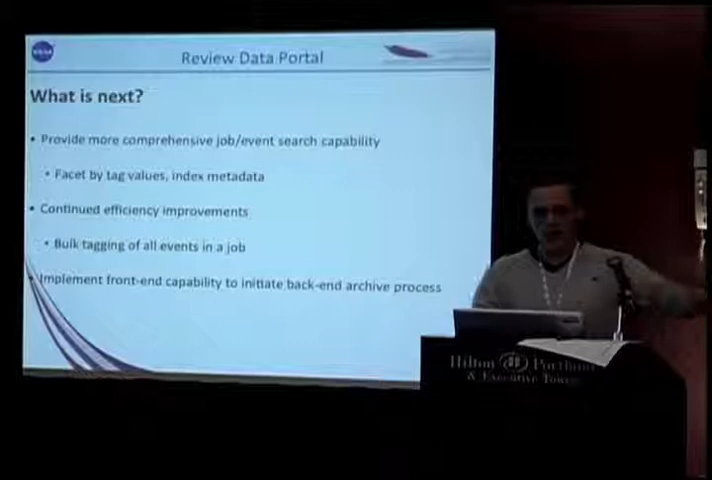 NASA
Review Data Portal
What is next?
• Provide more comprehensive job/event search capability
• Facet by tag values, index metadata
• Continued efficiency improvements
• Bulk tagging of all events in a job
• Implement front-end capability to initiate back-end archive process
Hilton Portland
& Executive Tower